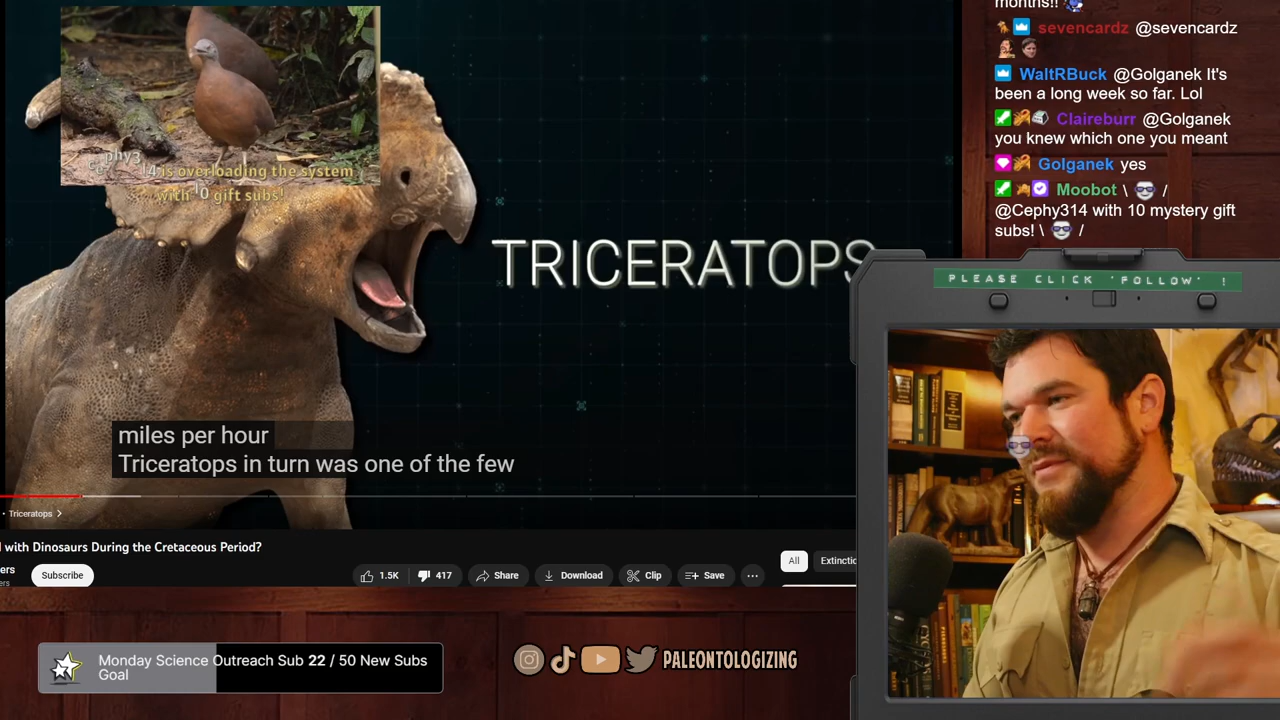 months!!
sevencardz @sevencardz
WaltRBuck @Golganek It's
been a long week so far. Lol
Claireburr @Golganek
you knew which one you meant
Golganek yes
Moobot \ /
@Cephy314 with 10 mystery gift
subs! \ /
cephy314 is overloading the system
with 10 gift subs!
TRICERATOPS
PLEASE CLICK 'FOLLOW' !
miles per hour
Triceratops in turn was one of the few
• Triceratops >
with Dinosaurs During the Cretaceous Period?
ers
ers
Subscribe
1.5K
417
Share
Download
Clip
Save
...
All
Extinctio
Monday Science Outreach Sub 22 / 50 New Subs
Goal
PALEONTOLOGIZING